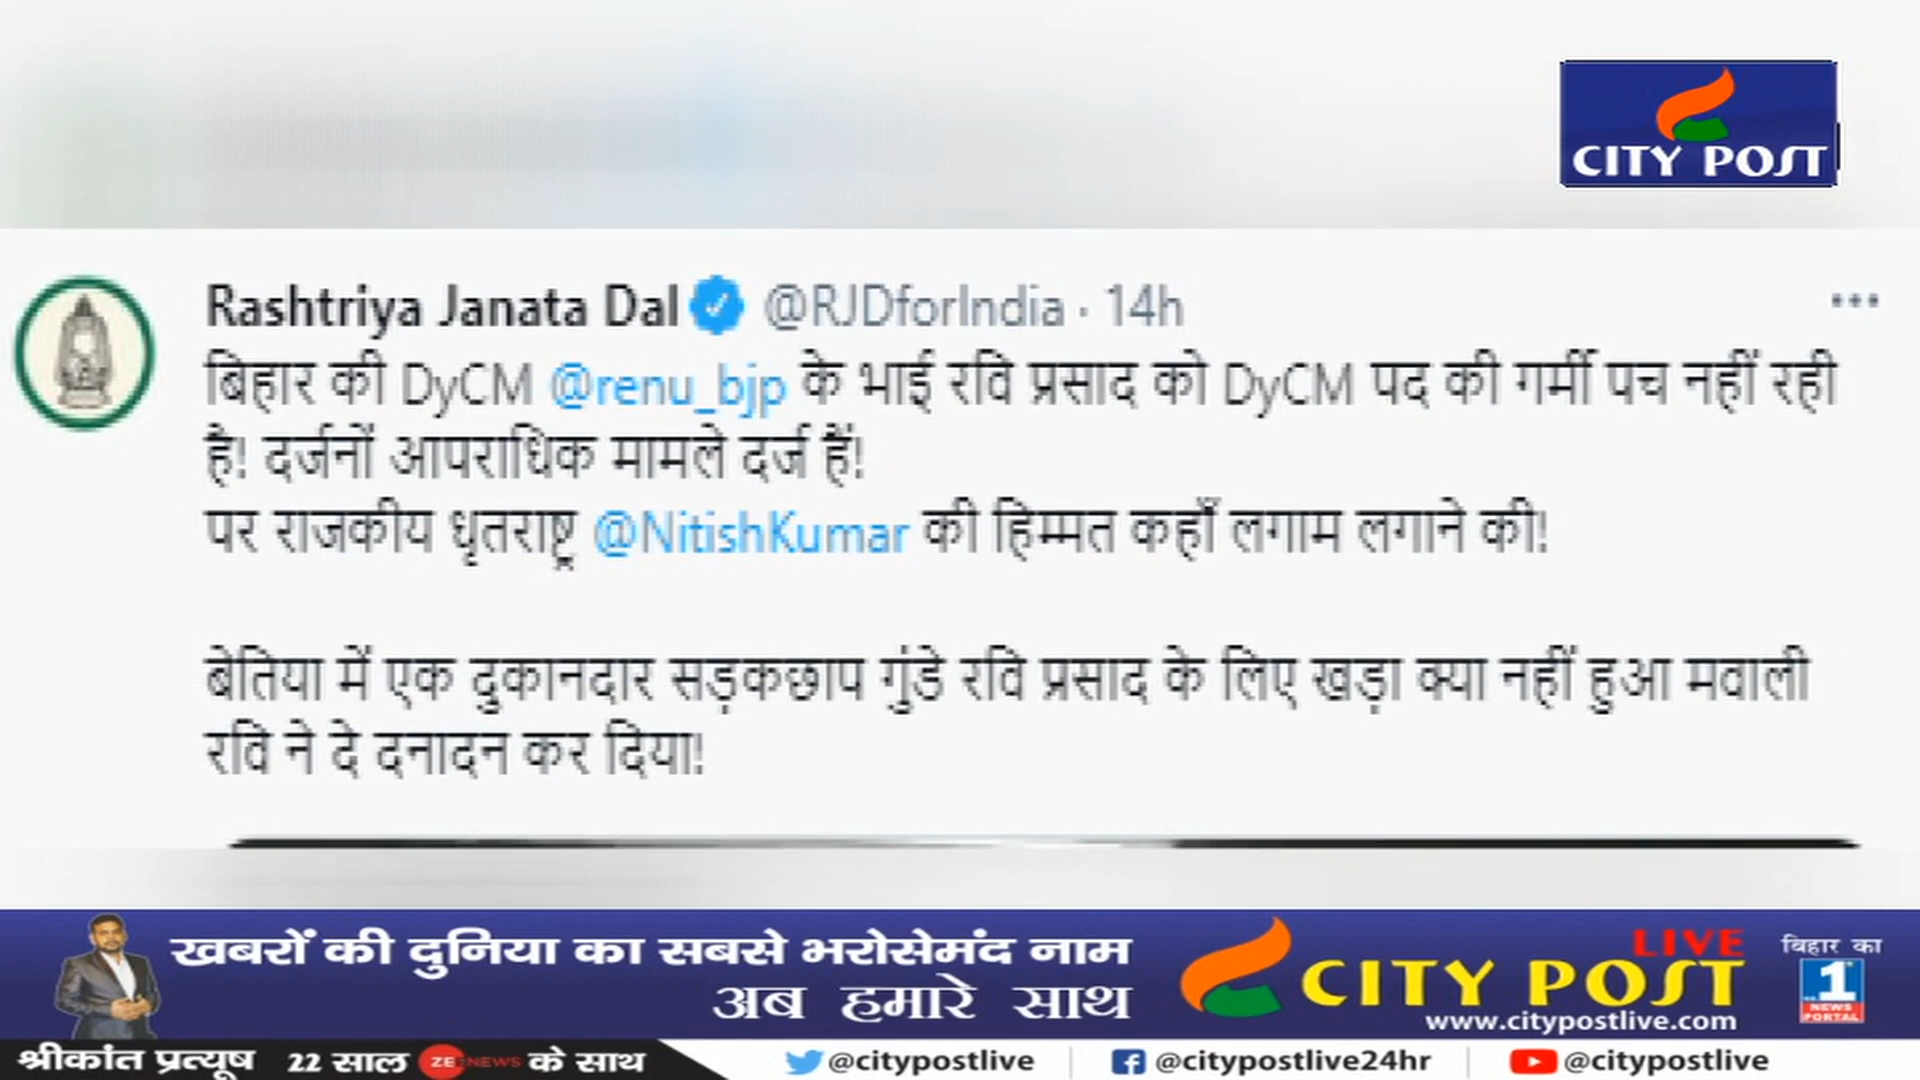 CITY POST
Rashtriya Janata Dal @RJDforIndia · 14h
बिहार की DyCM @renu_bjp के भाई रवि प्रसाद को DyCM पद की गर्मी पच नहीं रही
है! दर्जनों आपराधिक मामले दर्ज हैं!
पर राजकीय धृतराष्ट्र @NitishKumar की हिम्मत कहाँ लगाम लगाने की!
बेतिया में एक दुकानदार सड़कछाप गुंडे रवि प्रसाद के लिए खड़ा क्या नहीं हुआ मवाली
रवि ने दे दनादन कर दिया!
खबरों की दुनिया का सबसे भरोसेमंद नाम
अब हमारे साथ
LIVE
CITY POST
www.citypostlive.com
बिहार का
No. 1
NEWS
PORTAL
श्रीकांत प्रत्यूष 22 साल ZEE NEWS के साथ
@citypostlive
@citypostlive24hr
@citypostlive